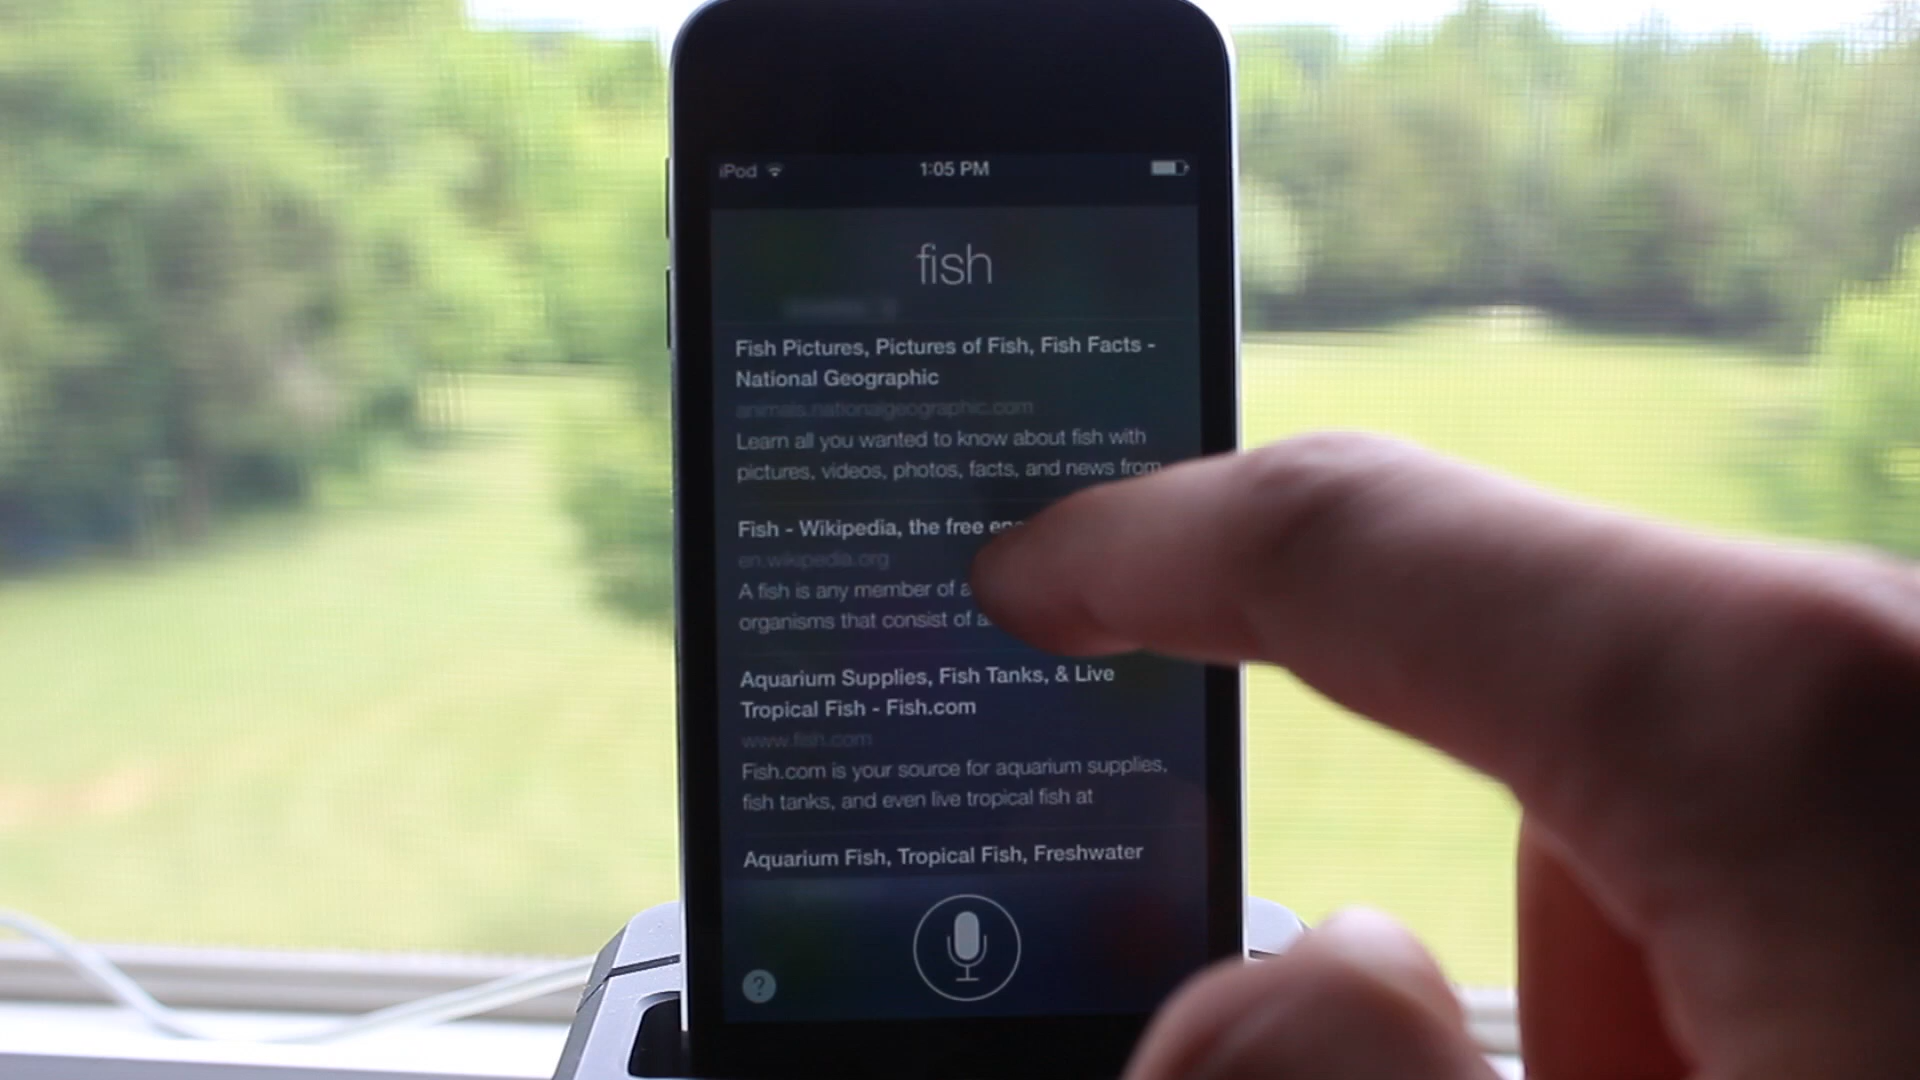 iPod 1:05 PM
fish
Fish Pictures, Pictures of Fish, Fish Facts -
National Geographic
animals.nationalgeographic.com
Learn all you wanted to know about fish with
pictures, videos, photos, facts, and news from
Fish - Wikipedia, the free
en.wikipedia.org
A fish is any member of
organisms that consist of
Aquarium Supplies, Fish Tanks, & Live
Tropical Fish - Fish.com
www.fish.com
Fish.com is your source for aquarium supplies,
fish tanks, and even live tropical fish at
Aquarium Fish, Tropical Fish, Freshwater
?